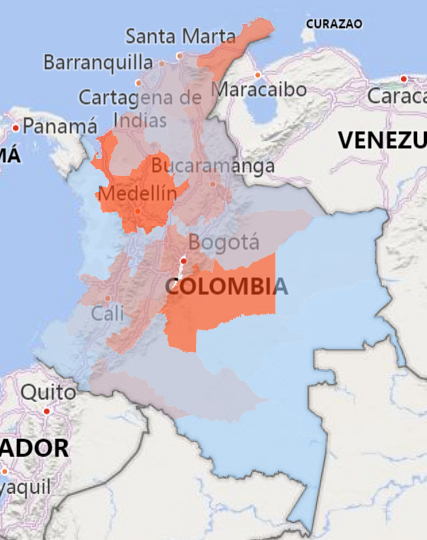 CURAZAO
Santa Marta
Barranquilla
Maracaibo
Cartagena de
Indias
Carac
Panamá
MÁ
VENEZU
Bucaramanga
Medellín
Bogotá
COLOMBIA
Cali
Quito
ADOR
yaquil